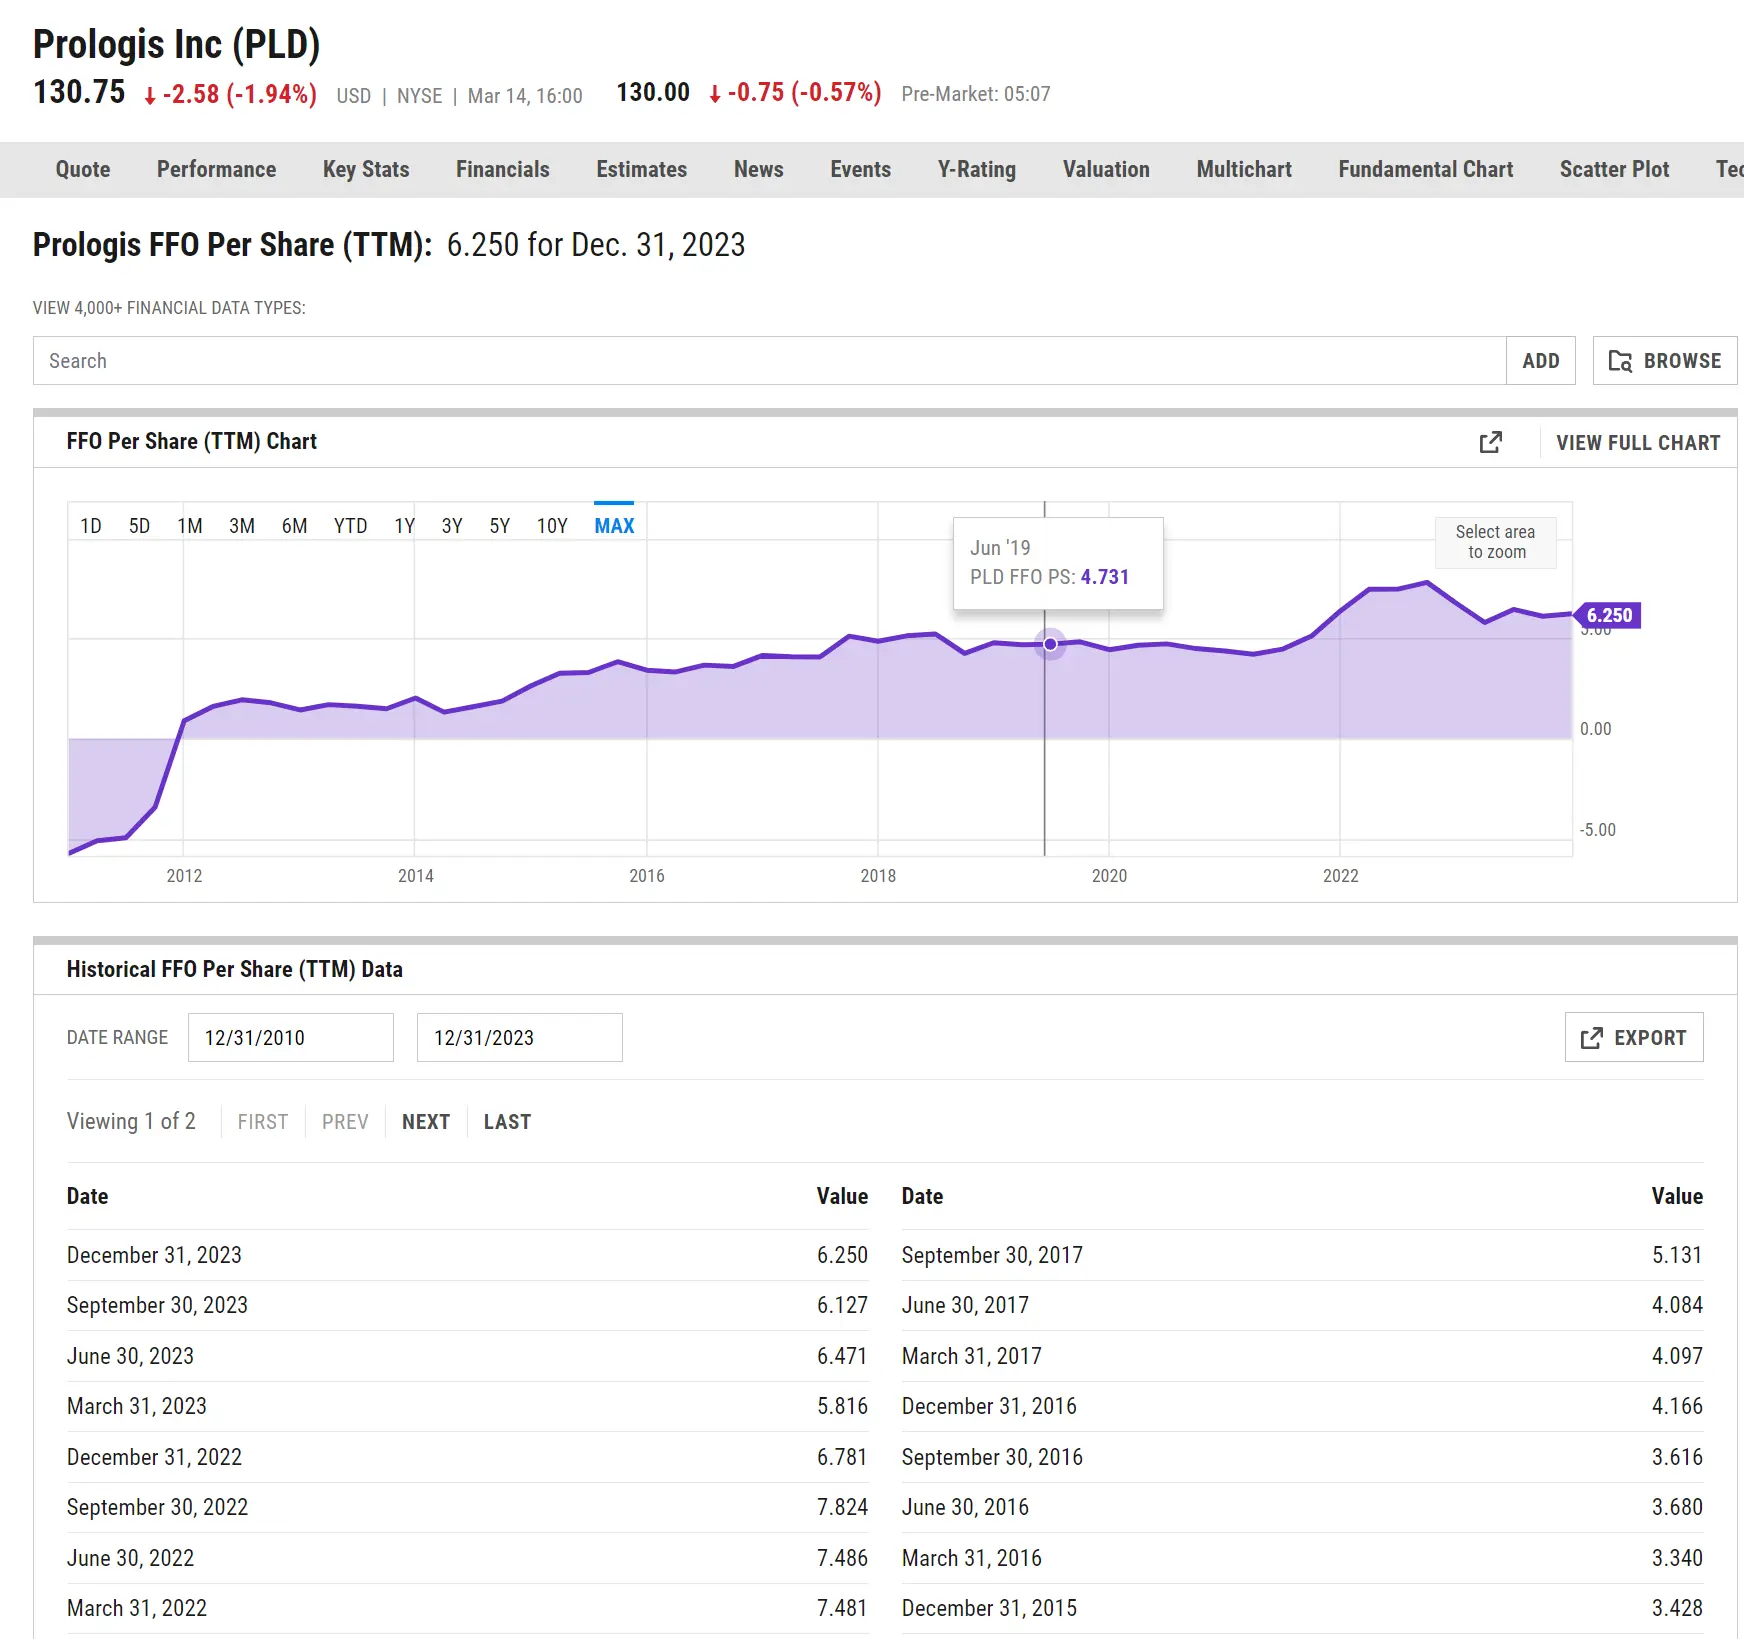 Prologis Inc (PLD)
130.75 -2.58 (-1.94%) USD | NYSE | Mar 14, 16:00 130.00 -0.75 (-0.57%) Pre-Market: 05:07
Quote Performance Key Stats Financials Estimates News Events Y-Rating Valuation Multichart Fundamental Chart Scatter Plot Tec
Prologis FFO Per Share (TTM): 6.250 for Dec. 31, 2023
VIEW 4,000+ FINANCIAL DATA TYPES:
Search ADD BROWSE
FFO Per Share (TTM) Chart VIEW FULL CHART
1D 5D 1M 3M 6M YTD 1Y 3Y 5Y 10Y MAX
Jun '19
PLD FFO PS: 4.731
Select area
to zoom
6.250
5.00
0.00
-5.00
2012 2014 2016 2018 2020 2022
Historical FFO Per Share (TTM) Data
DATE RANGE 12/31/2010 12/31/2023 EXPORT
Viewing 1 of 2 FIRST PREV NEXT LAST
Date Value Date Value
December 31, 2023 6.250 September 30, 2017 5.131
September 30, 2023 6.127 June 30, 2017 4.084
June 30, 2023 6.471 March 31, 2017 4.097
March 31, 2023 5.816 December 31, 2016 4.166
December 31, 2022 6.781 September 30, 2016 3.616
September 30, 2022 7.824 June 30, 2016 3.680
June 30, 2022 7.486 March 31, 2016 3.340
March 31, 2022 7.481 December 31, 2015 3.428